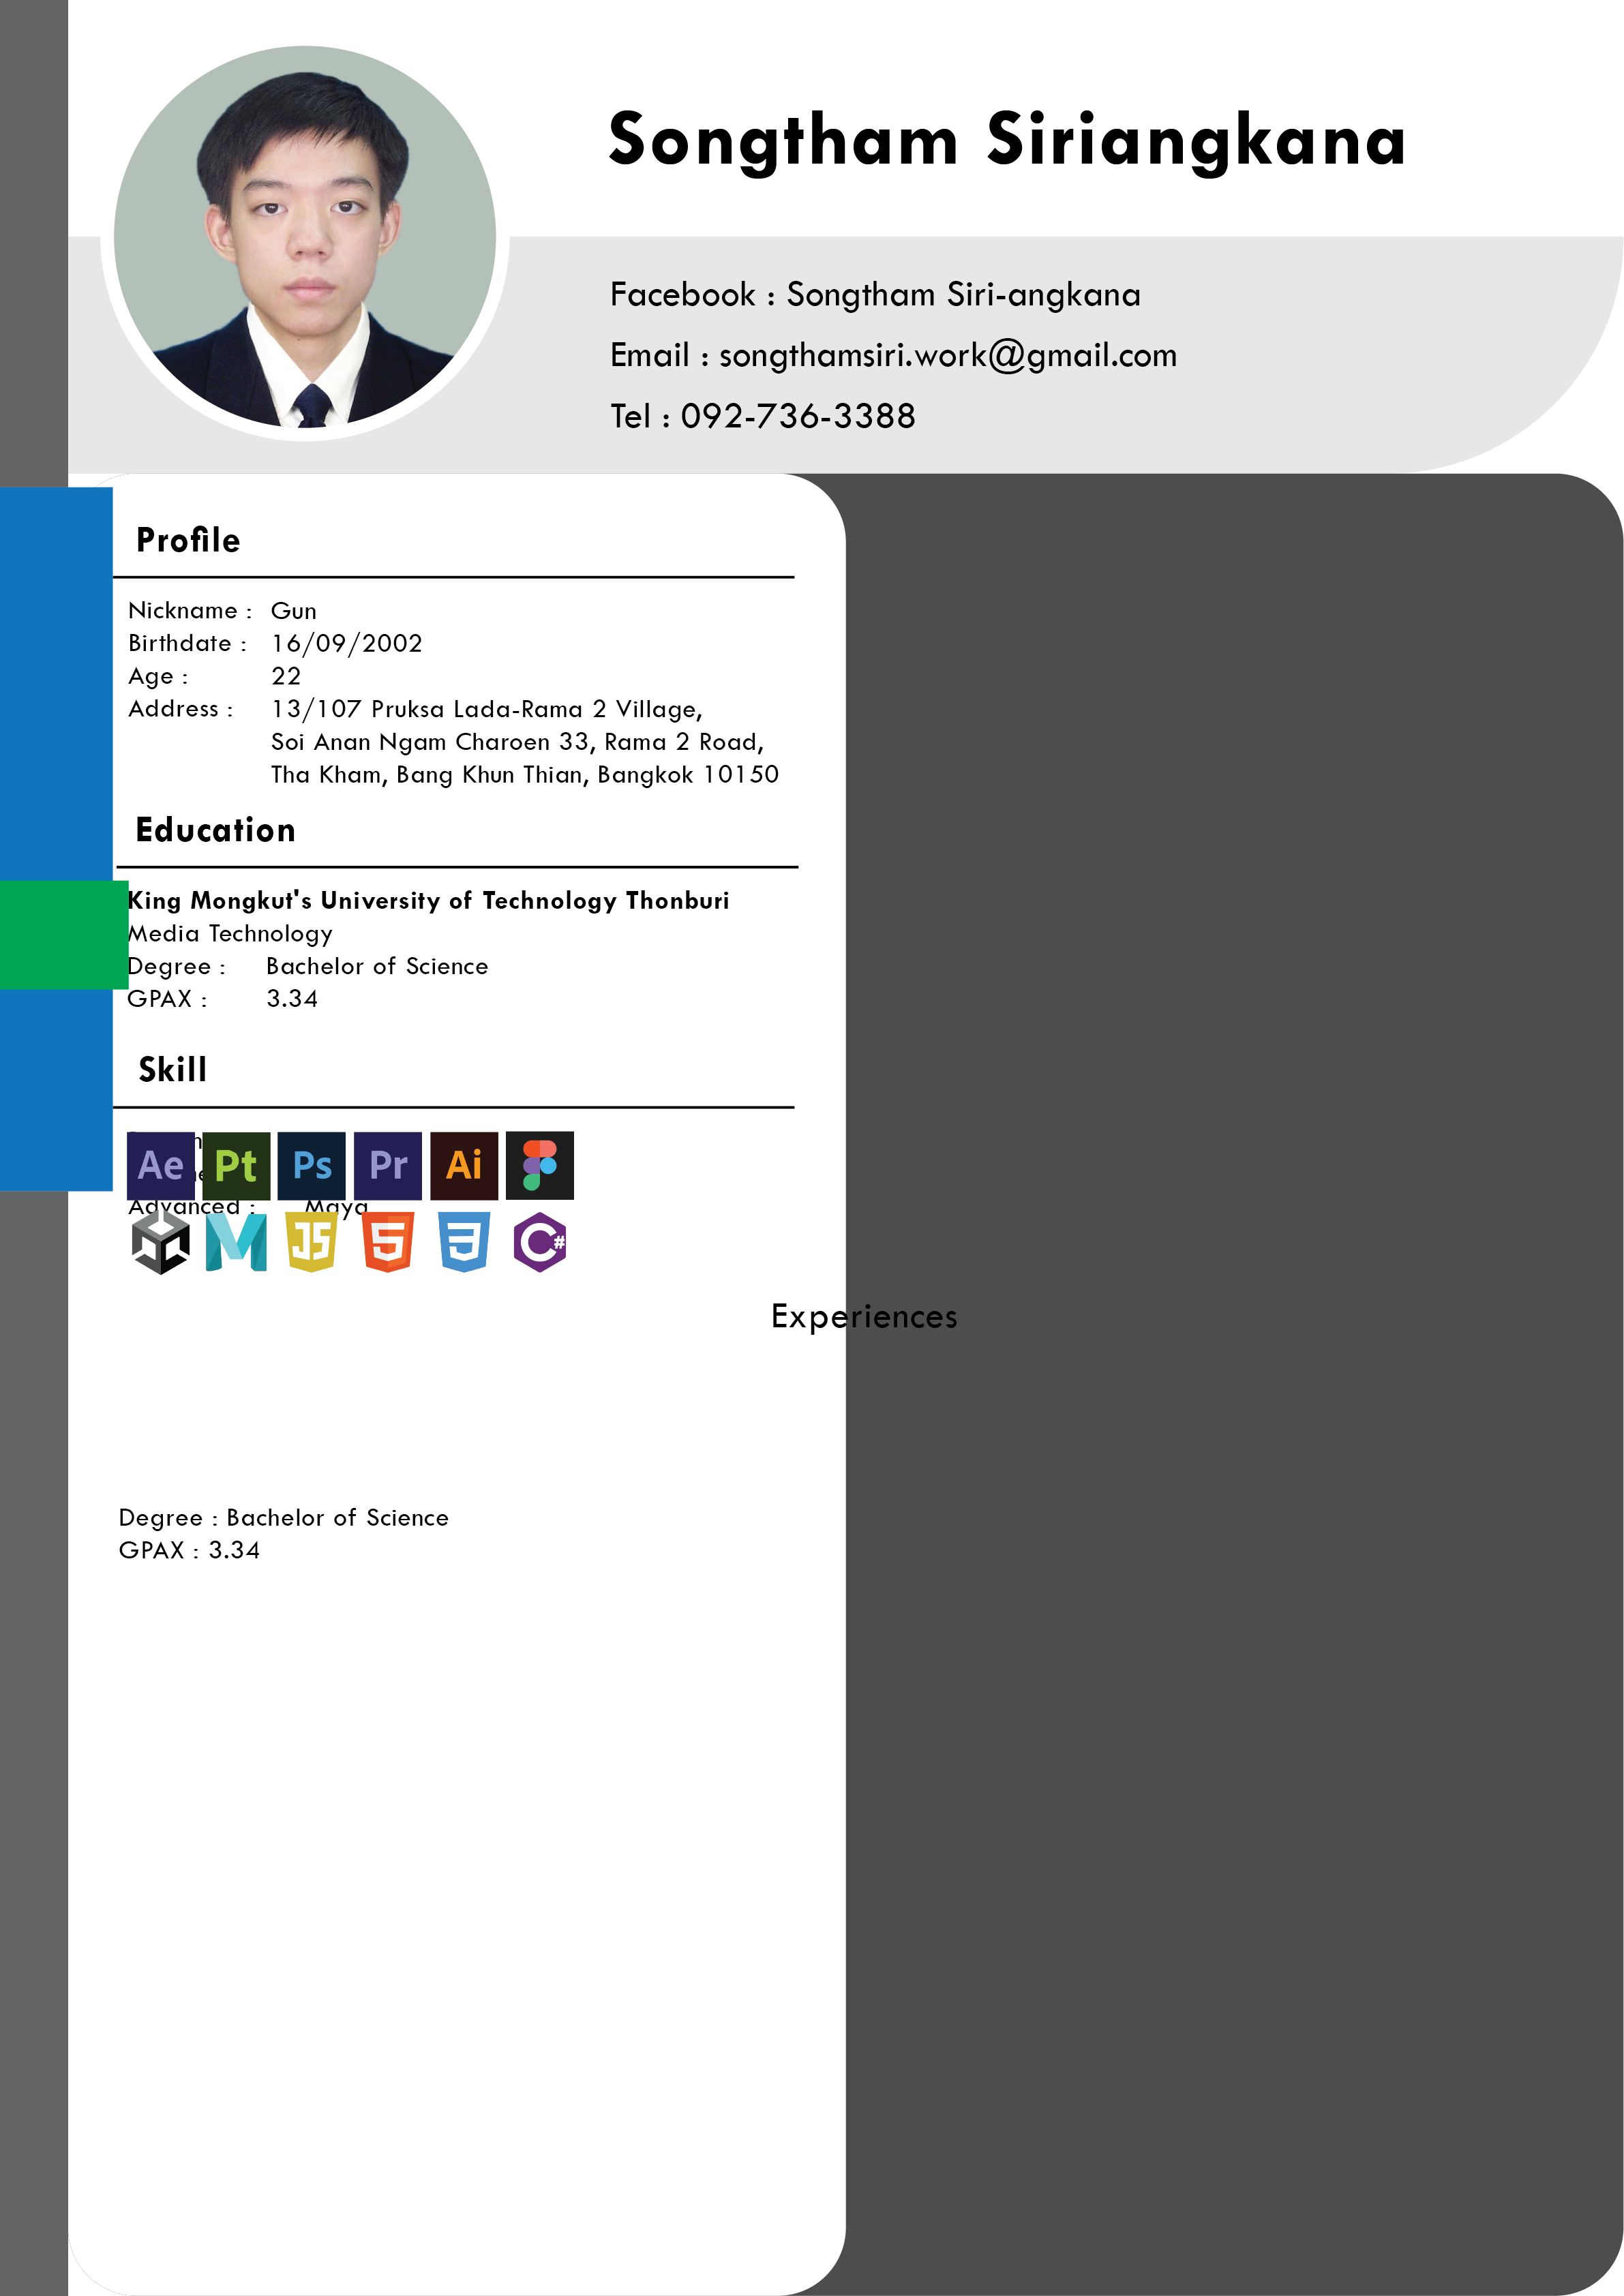 Songtham Siriangkana
Facebook : Songtham Siri-angkana
Email : songthamsiri.work@gmail.com
Tel : 092-736-3388
Profile
Nickname : Gun
Birthdate : 16/09/2002
Age : 22
Address : 13/107 Pruksa Lada-Rama 2 Village,
Soi Anan Ngam Charoen 33, Rama 2 Road,
Tha Kham, Bang Khun Thian, Bangkok 10150
Education
King Mongkut's University of Technology Thonburi
Media Technology
Degree : Bachelor of Science
GPAX : 3.34
Skill
Ae Pt Ps Pr Ai
Advanced : Maya
M JS 5 3 C#
Experiences
Degree : Bachelor of Science
GPAX : 3.34